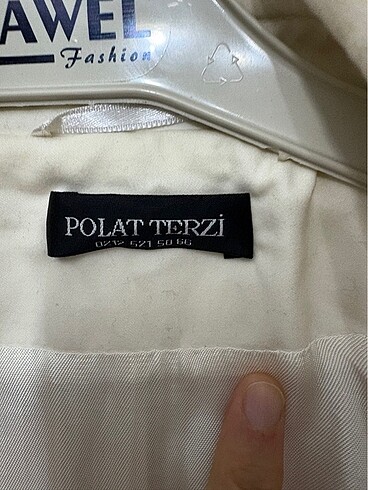 AWEL
Fashion
POLAT TERZİ
0212 521 50 66